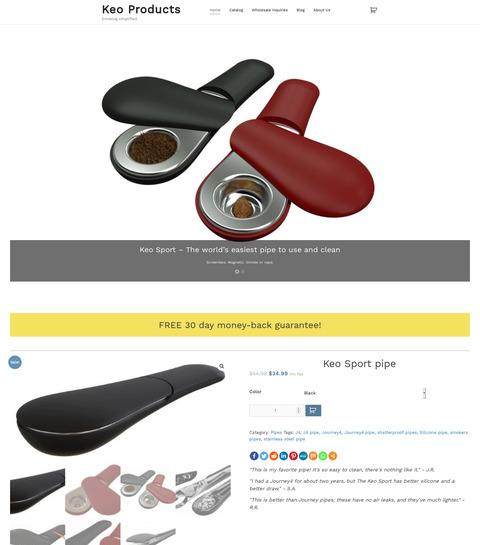 Keo Products
Smoking simplified.
Home Catalog Wholesale Inquiries Blog About Us
Keo Sport – The world's easiest pipe to use and clean
Screenless. Magnetic. Smoke or vape.
FREE 30 day money-back guarantee!
Sale!
Keo Sport pipe
$54.99 $34.99 inc Tax
Color
Black
1
Category: Pipes Tags: J4, J4 pipe, Journey4, Journey4 pipe, shatterproof pipes, Silicone pipe, smokers
pipes, stainless steel pipe
"This is my favorite pipe! It's so easy to clean, there's nothing like it." - J.R.
"I had a Journey4 for about two years, but The Keo Sport has better silicone and a
better draw." - S.A.
"This is better than Journey pipes; these have no air leaks, and they've much lighter." -
R.R.